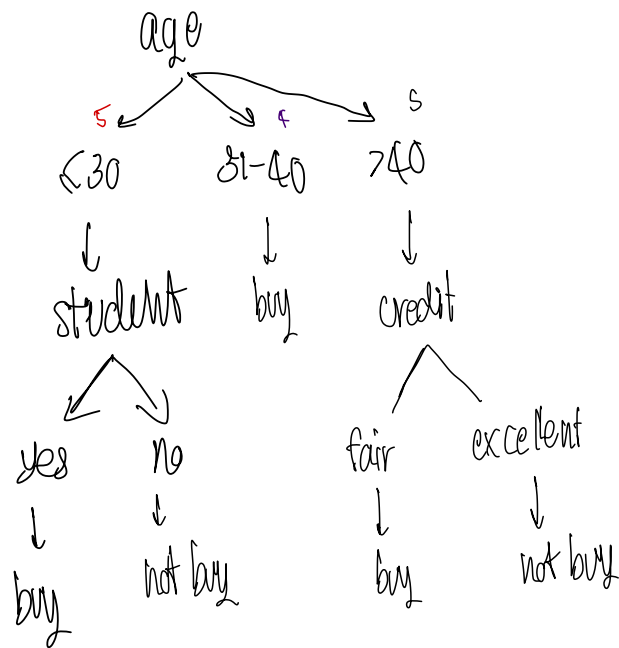 age
5 4 5
≤30 31-40 >40
student buy credit
yes no fair excellent
buy not buy buy not buy